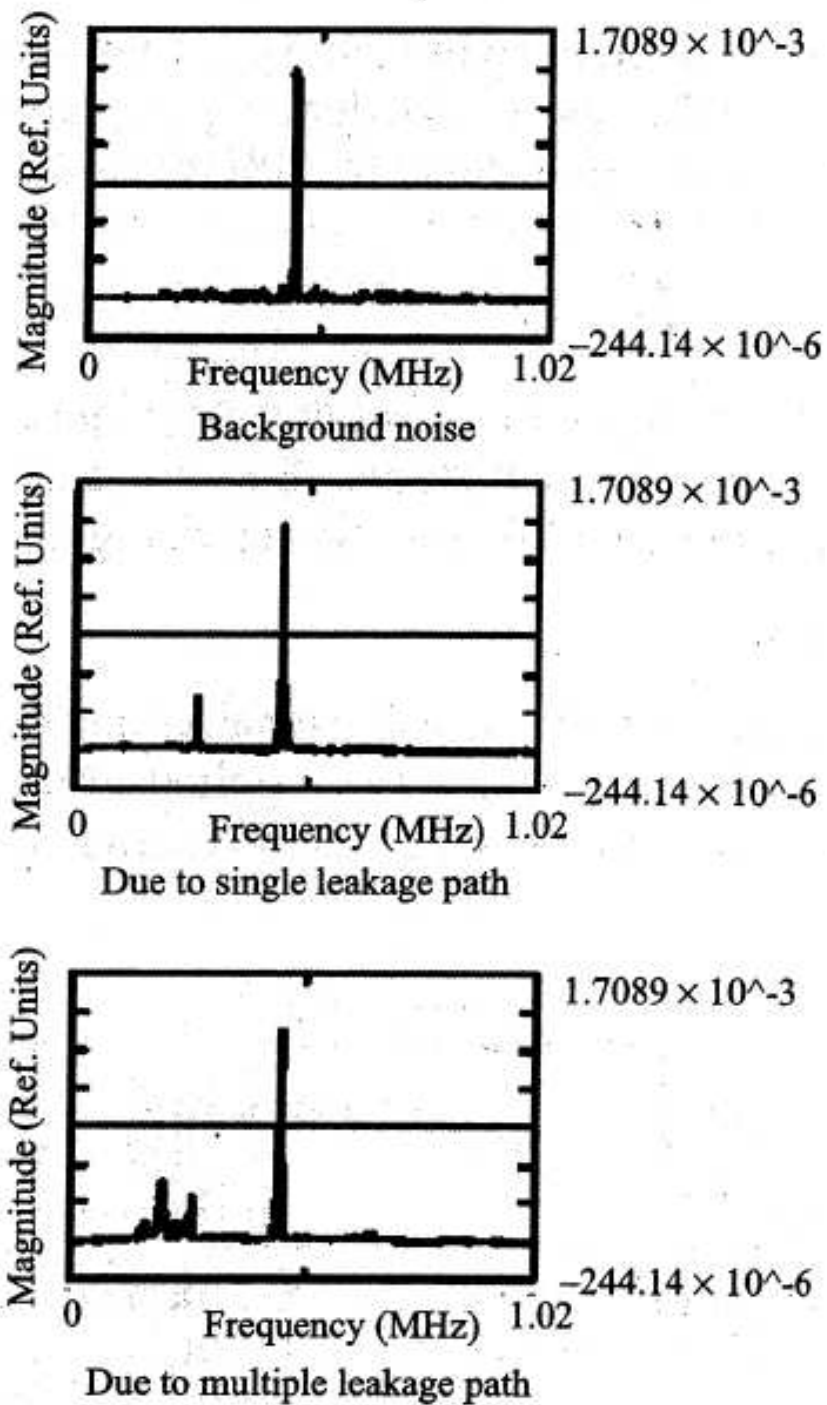 Magnitude (Ref. Units)
1.7089 × 10^-3
-244.14 × 10^-6
0
Frequency (MHz)
1.02
Background noise
Magnitude (Ref. Units)
1.7089 × 10^-3
-244.14 × 10^-6
0
Frequency (MHz)
1.02
Due to single leakage path
Magnitude (Ref. Units)
1.7089 × 10^-3
-244.14 × 10^-6
0
Frequency (MHz)
1.02
Due to multiple leakage path